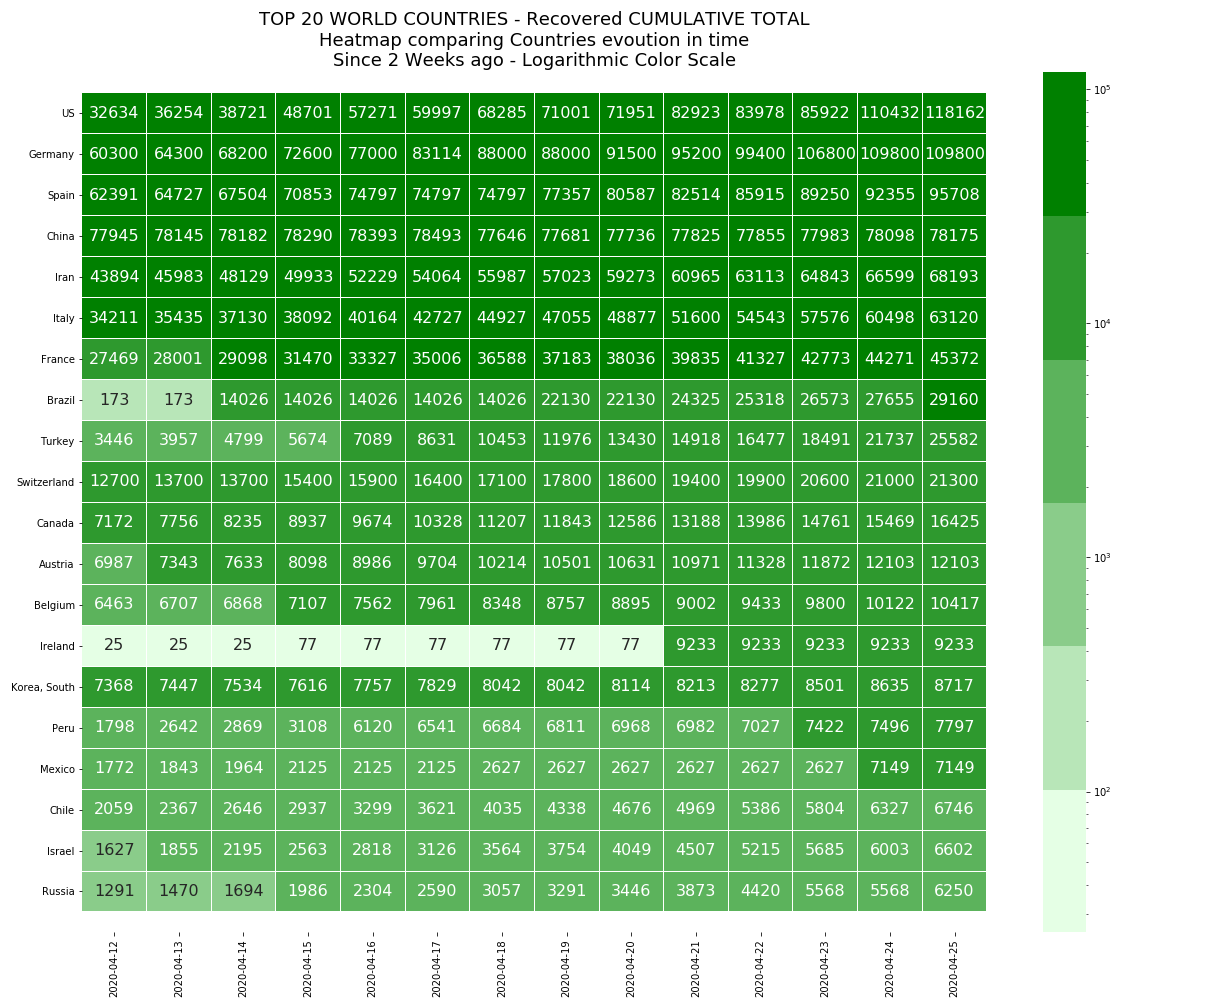 TOP 20 WORLD COUNTRIES - Recovered CUMULATIVE TOTAL
Heatmap comparing Countries evoution in time
Since 2 Weeks ago - Logarithmic Color Scale
US 32634 36254 38721 48701 57271 59997 68285 71001 71951 82923 83978 85922 110432 118162
Germany 60300 64300 68200 72600 77000 83114 88000 88000 91500 95200 99400 106800 109800 109800
Spain 62391 64727 67504 70853 74797 74797 74797 77357 80587 82514 85915 89250 92355 95708
China 77945 78145 78182 78290 78393 78493 77646 77681 77736 77825 77855 77983 78098 78175
Iran 43894 45983 48129 49933 52229 54064 55987 57023 59273 60965 63113 64843 66599 68193
Italy 34211 35435 37130 38092 40164 42727 44927 47055 48877 51600 54543 57576 60498 63120
France 27469 28001 29098 31470 33327 35006 36588 37183 38036 39835 41327 42773 44271 45372
Brazil 173 173 14026 14026 14026 14026 14026 22130 22130 24325 25318 26573 27655 29160
Turkey 3446 3957 4799 5674 7089 8631 10453 11976 13430 14918 16477 18491 21737 25582
Switzerland 12700 13700 13700 15400 15900 16400 17100 17800 18600 19400 19900 20600 21000 21300
Canada 7172 7756 8235 8937 9674 10328 11207 11843 12586 13188 13986 14761 15469 16425
Austria 6987 7343 7633 8098 8986 9704 10214 10501 10631 10971 11328 11872 12103 12103
Belgium 6463 6707 6868 7107 7562 7961 8348 8757 8895 9002 9433 9800 10122 10417
Ireland 25 25 25 77 77 77 77 77 77 9233 9233 9233 9233 9233
Korea, South 7368 7447 7534 7616 7757 7829 8042 8042 8114 8213 8277 8501 8635 8717
Peru 1798 2642 2869 3108 6120 6541 6684 6811 6968 6982 7027 7422 7496 7797
Mexico 1772 1843 1964 2125 2125 2125 2627 2627 2627 2627 2627 2627 7149 7149
Chile 2059 2367 2646 2937 3299 3621 4035 4338 4676 4969 5386 5804 6327 6746
Israel 1627 1855 2195 2563 2818 3126 3564 3754 4049 4507 5215 5685 6003 6602
Russia 1291 1470 1694 1986 2304 2590 3057 3291 3446 3873 4420 5568 5568 6250
2020-04-12 2020-04-13 2020-04-14 2020-04-15 2020-04-16 2020-04-17 2020-04-18 2020-04-19 2020-04-20 2020-04-21 2020-04-22 2020-04-23 2020-04-24 2020-04-25
10⁵
10⁴
10³
10²